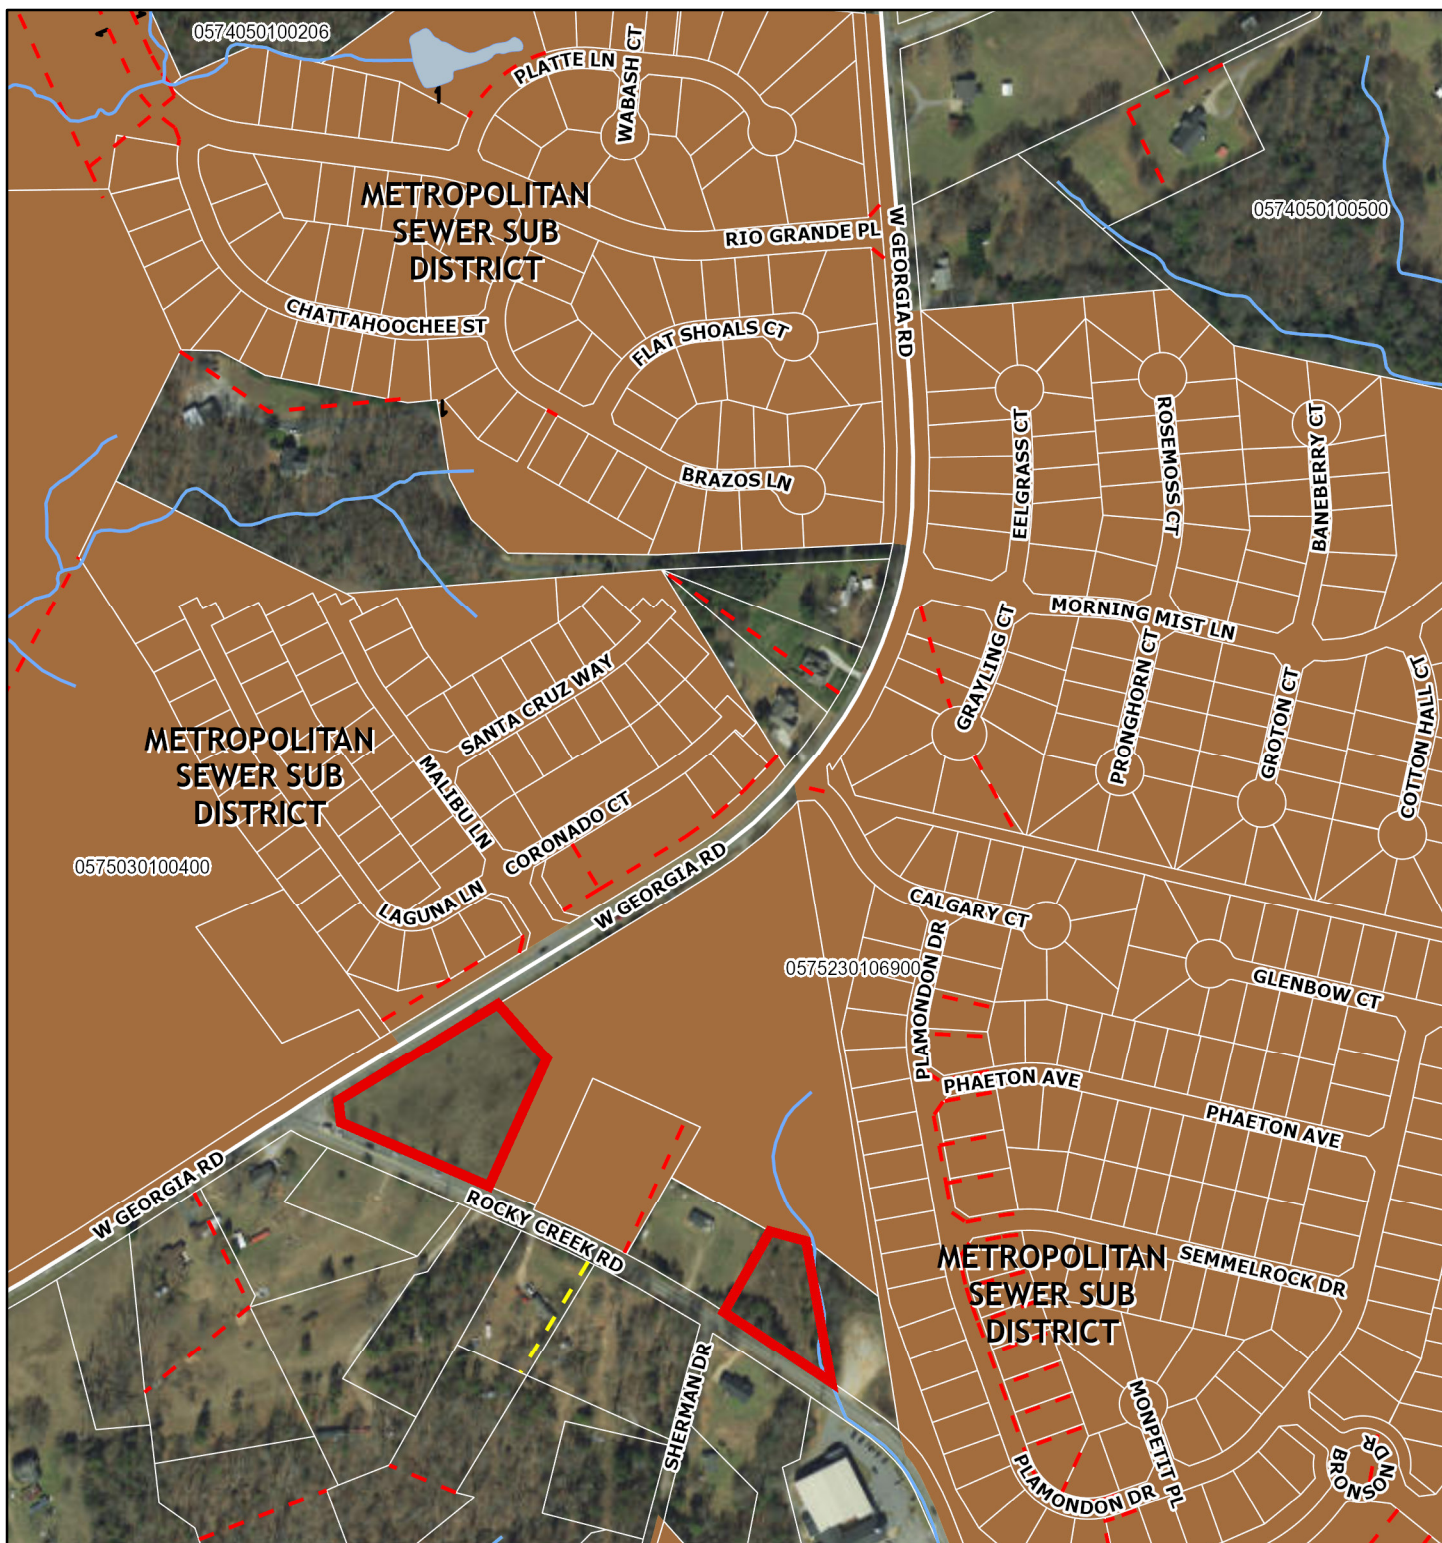 0574050100206
PLATTE LN
WABASH CT
METROPOLITAN
SEWER SUB
DISTRICT
0574050100500
RIO GRANDE PL
W GEORGIA RD
CHATTAHOOCHEE ST
FLAT SHOALS CT
BRAZOS LN
EELGRASS CT
ROSEMOSS CT
BANEBERRY CT
MORNING MIST LN
GRAYLING CT
PRONGHORN CT
GROTON CT
COTTON HALL CT
SANTA CRUZ WAY
METROPOLITAN
SEWER SUB
DISTRICT
MALIBU LN
CORONADO CT
0575030100400
LAGUNA LN
W GEORGIA RD
CALGARY CT
PLAMONDON DR
0575230106900
GLENBOW CT
PHAETON AVE
PHAETON AVE
W GEORGIA RD
ROCKY CREEK RD
METROPOLITAN
SEWER SUB
DISTRICT
SEMMELROCK DR
SHERMAN DR
MONPETIT PL
PLAMONDON DR
BRONSON DR